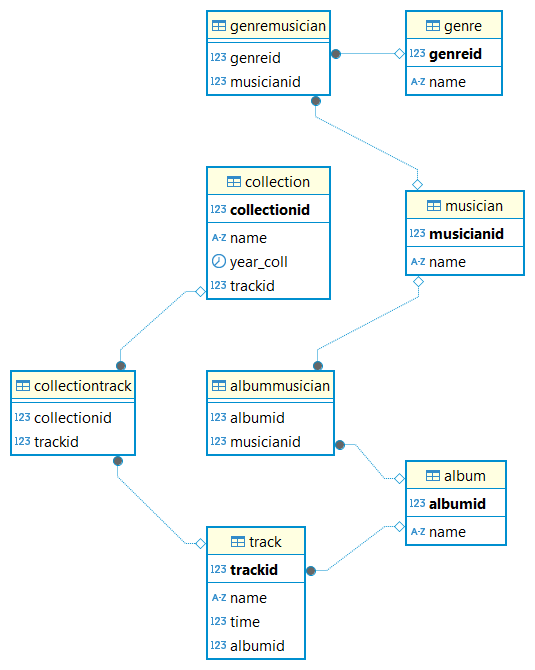 genremusician
123 genreid
123 musicianid
genre
123 genreid
A-Z name
collection
123 collectionid
A-Z name
year_coll
123 trackid
musician
123 musicianid
A-Z name
collectiontrack
123 collectionid
123 trackid
albummusician
123 albumid
123 musicianid
album
123 albumid
A-Z name
track
123 trackid
A-Z name
123 time
123 albumid